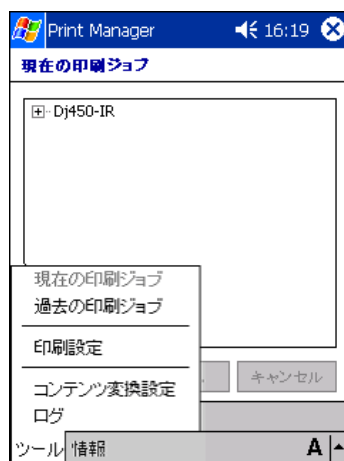 Print Manager 16:19
現在の印刷ジョブ
Dj450-IR
現在の印刷ジョブ
過去の印刷ジョブ
印刷設定
コンテンツ変換設定
キャンセル
ログ
ツール 情報 A